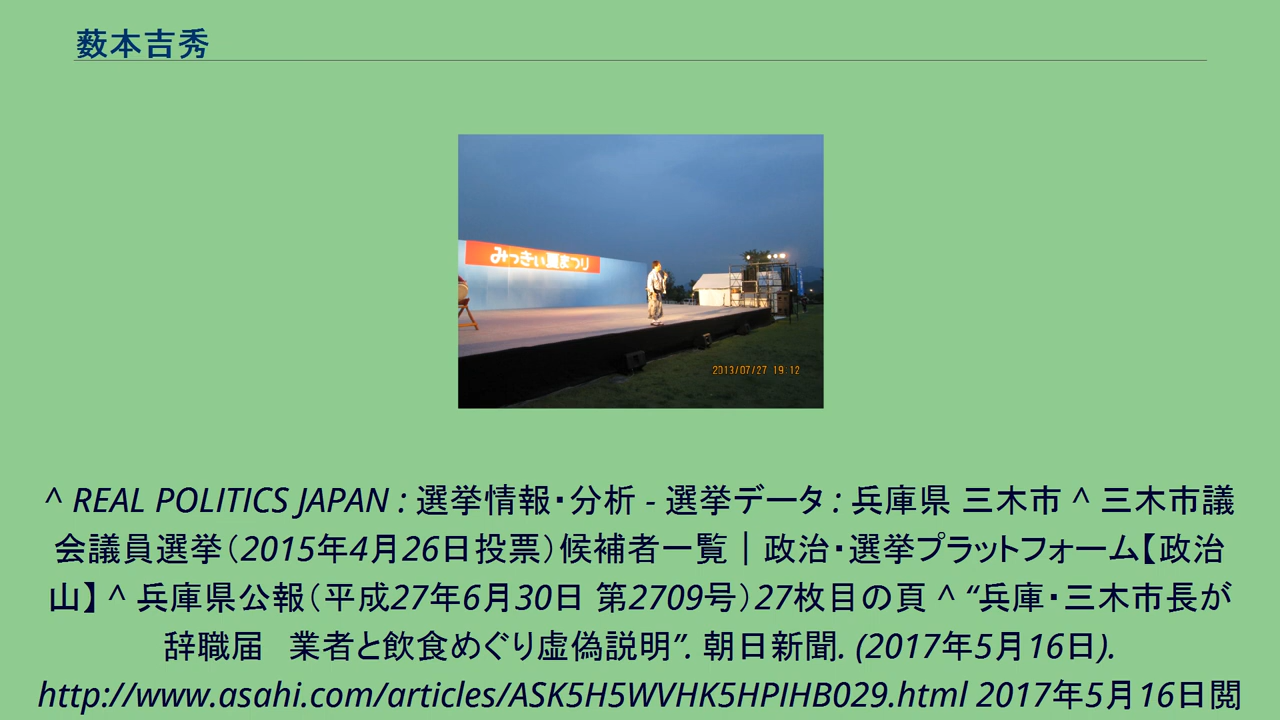 薮本吉秀
みっきぃ夏まつり
2013/07/27 19:12
^ REAL POLITICS JAPAN : 選挙情報・分析 - 選挙データ : 兵庫県 三木市 ^ 三木市議
会議員選挙（2015年4月26日投票）候補者一覧｜政治・選挙プラットフォーム【政治
山】 ^ 兵庫県公報（平成27年6月30日 第2709号）27枚目の頁 ^ “兵庫・三木市長が
辞職届　業者と飲食めぐり虚偽説明”. 朝日新聞. (2017年5月16日).
http://www.asahi.com/articles/ASK5H5WVHK5HPIHB029.html 2017年5月16日閲